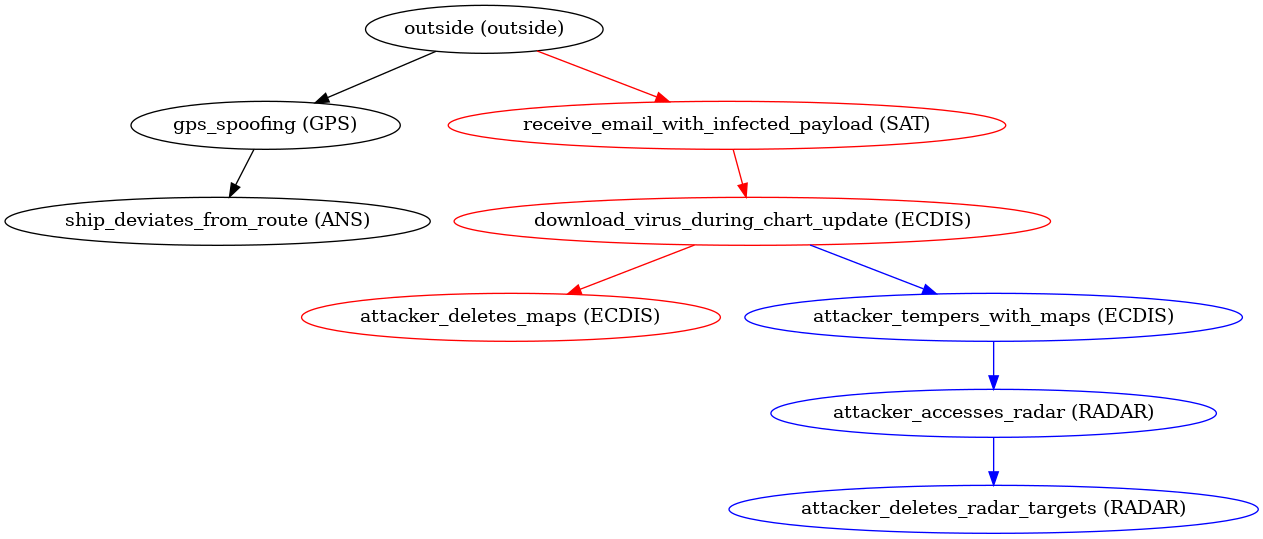 outside (outside)
gps_spoofing (GPS)
receive_email_with_infected_payload (SAT)
ship_deviates_from_route (ANS)
download_virus_during_chart_update (ECDIS)
attacker_deletes_maps (ECDIS)
attacker_tempers_with_maps (ECDIS)
attacker_accesses_radar (RADAR)
attacker_deletes_radar_targets (RADAR)